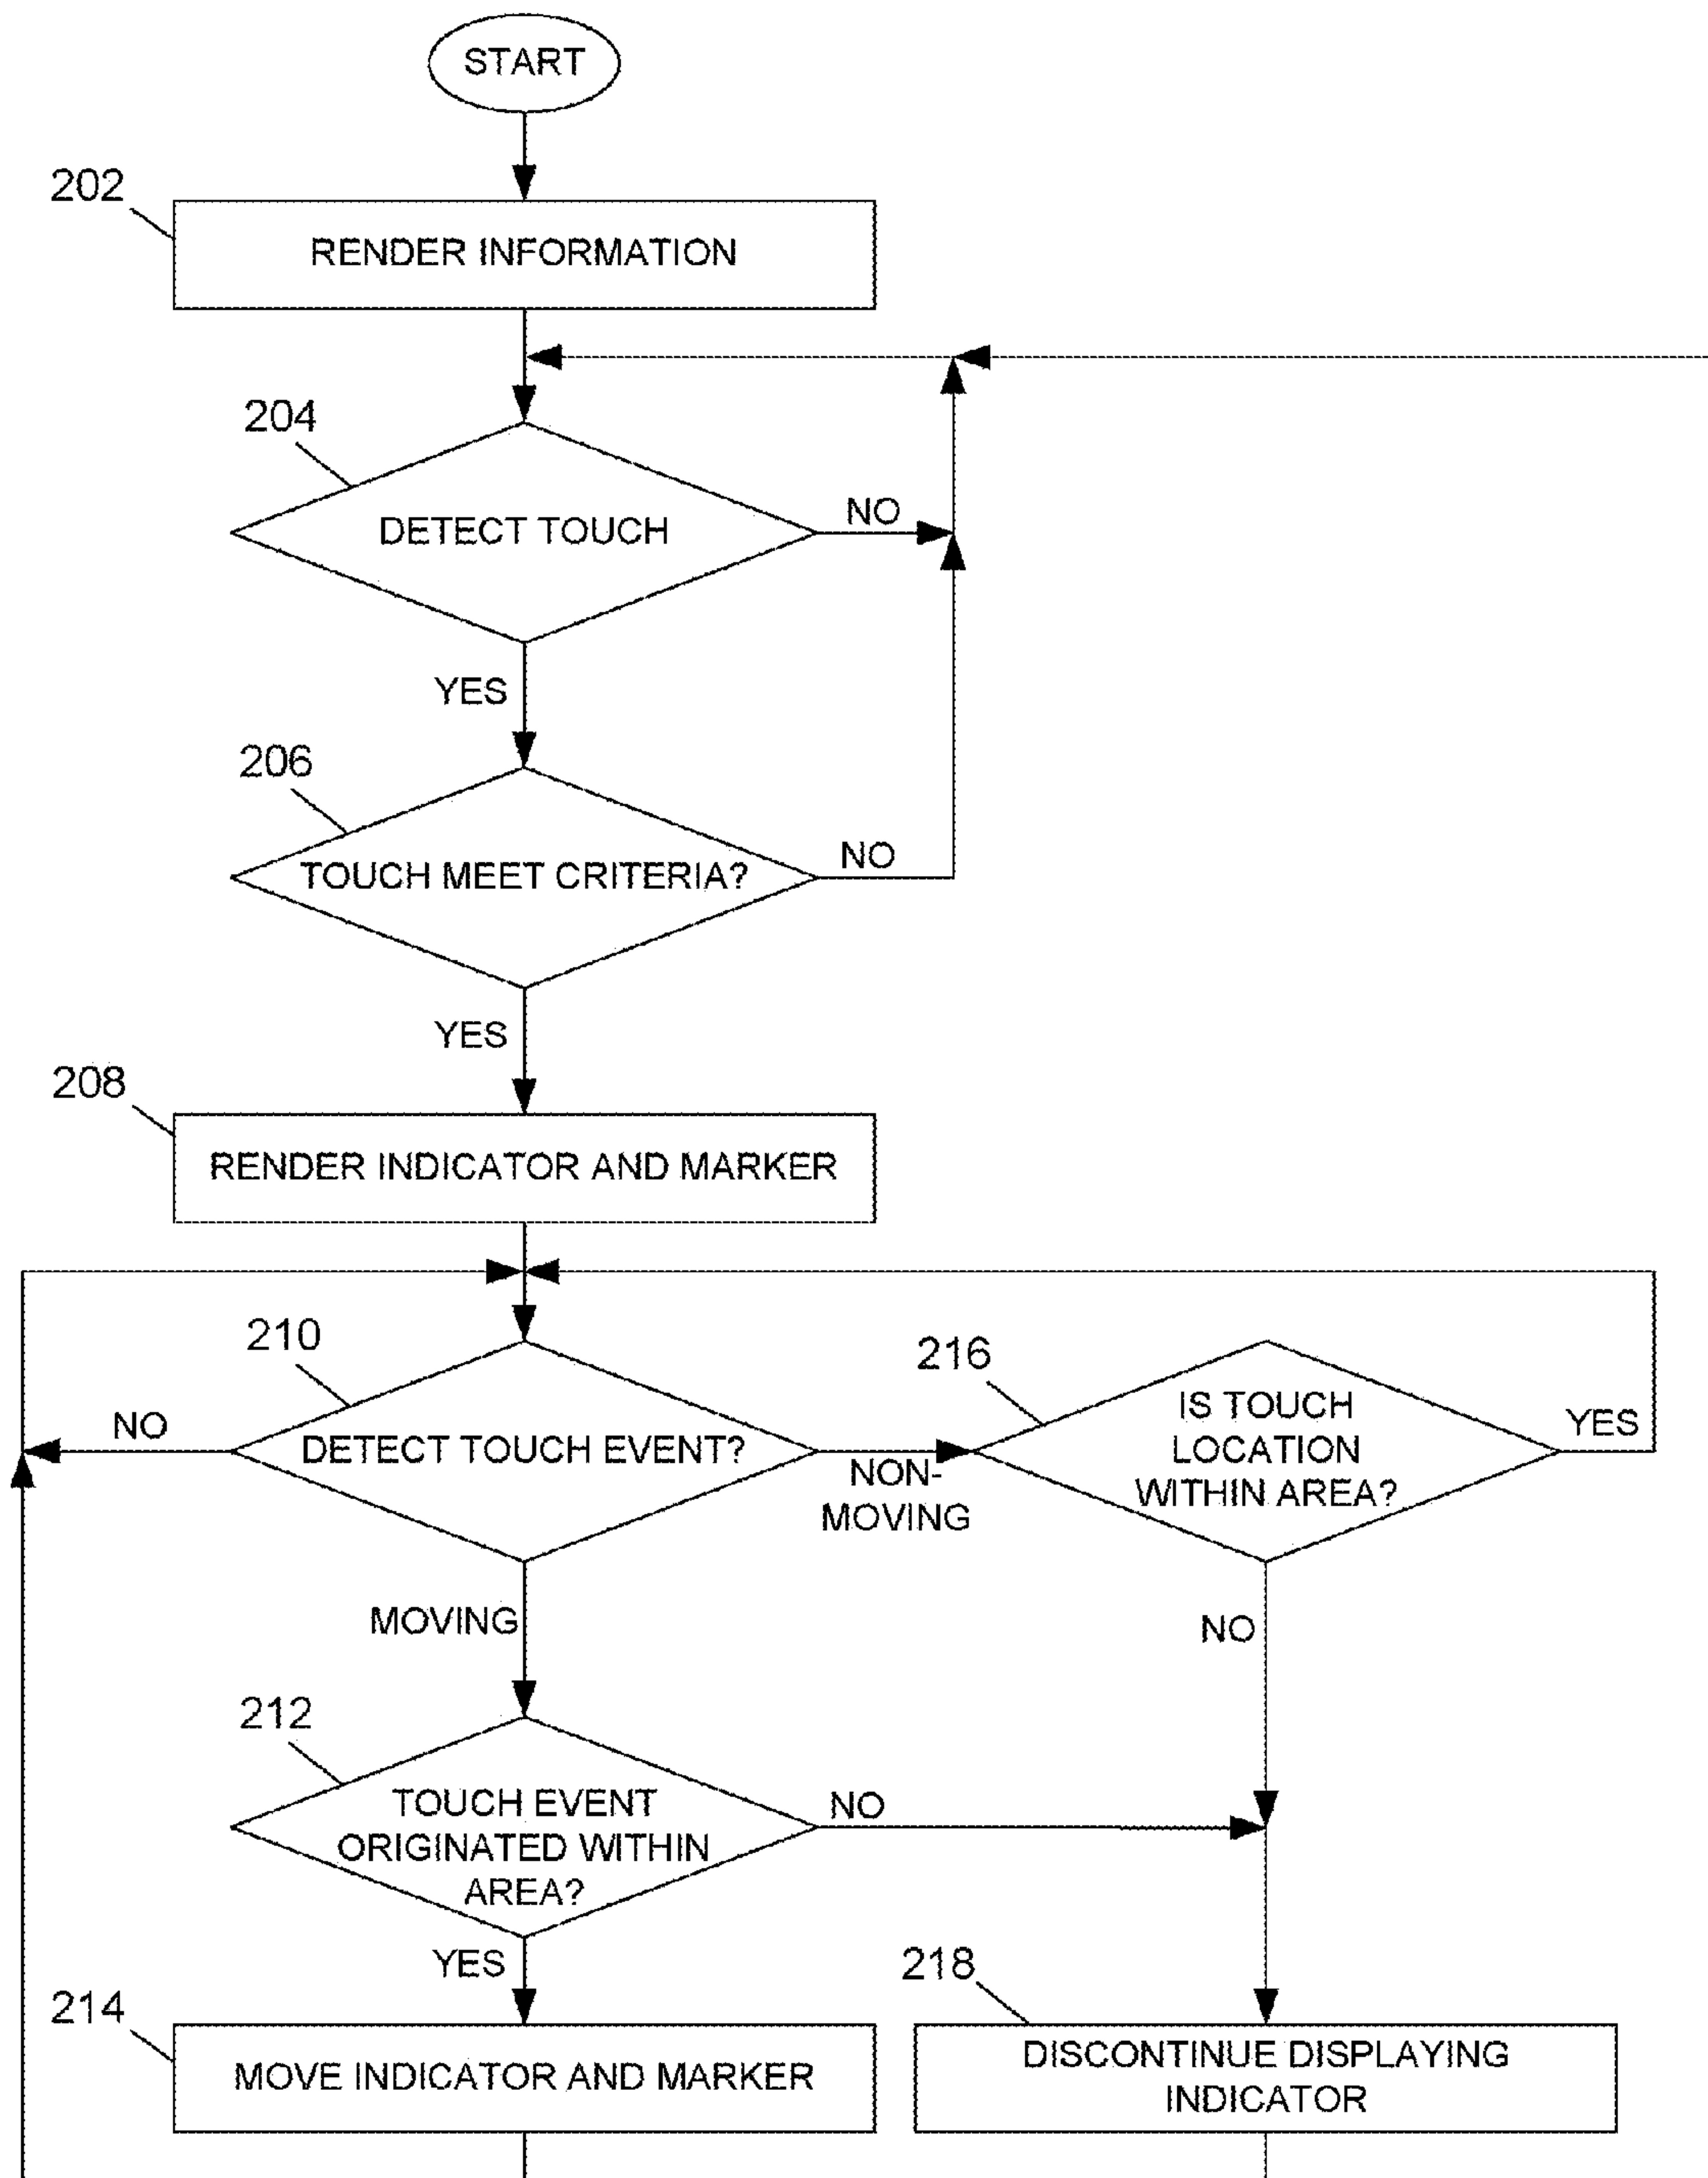 START
202
RENDER INFORMATION
204
DETECT TOUCH
NO
YES
206
TOUCH MEET CRITERIA?
NO
YES
208
RENDER INDICATOR AND MARKER
210
DETECT TOUCH EVENT?
NO
NON-
MOVING
216
IS TOUCH
LOCATION
WITHIN AREA?
YES
MOVING
NO
212
TOUCH EVENT
ORIGINATED WITHIN
AREA?
NO
YES
214
MOVE INDICATOR AND MARKER
218
DISCONTINUE DISPLAYING
INDICATOR